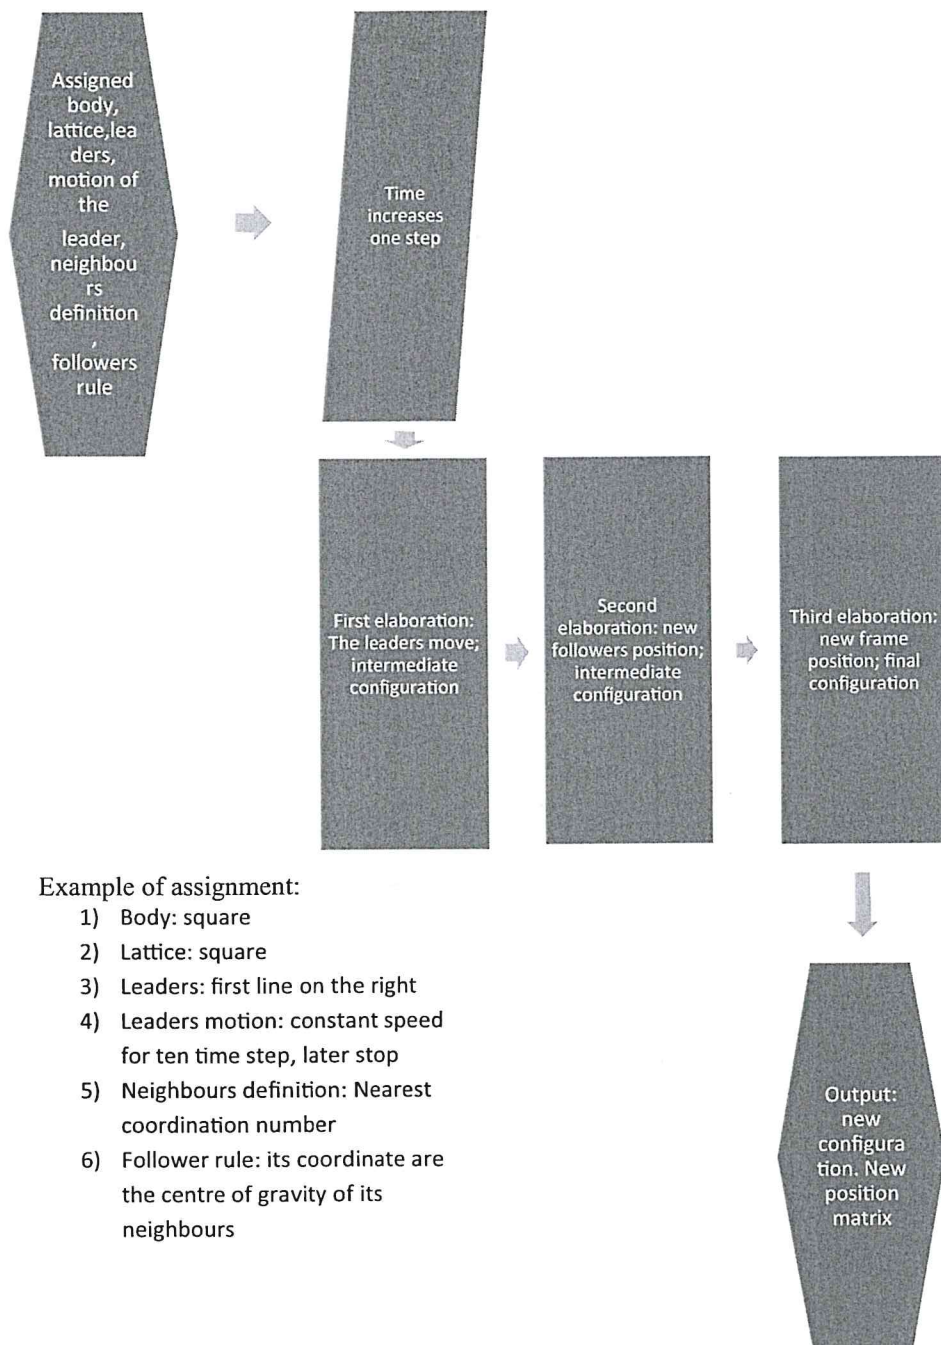 Assigned
body,
lattice,lea
ders,
motion of
the
leader,
neighbou
rs
definition
,
followers
rule
Time
increases
one step
First elaboration:
The leaders move;
intermediate
configuration
Second
elaboration: new
followers position;
intermediate
configuration
Third elaboration:
new frame
position; final
configuration
Example of assignment:
1) Body: square
2) Lattice: square
3) Leaders: first line on the right
4) Leaders motion: constant speed
for ten time step, later stop
5) Neighbours definition: Nearest
coordination number
6) Follower rule: its coordinate are
the centre of gravity of its
neighbours
Output:
new
configura
tion. New
position
matrix